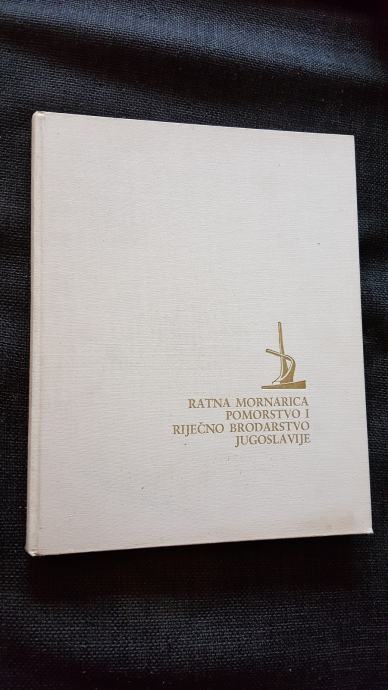 RATNA MORNARICA
POMORSTVO I
RIJEČNO BRODARSTVO
JUGOSLAVIJE